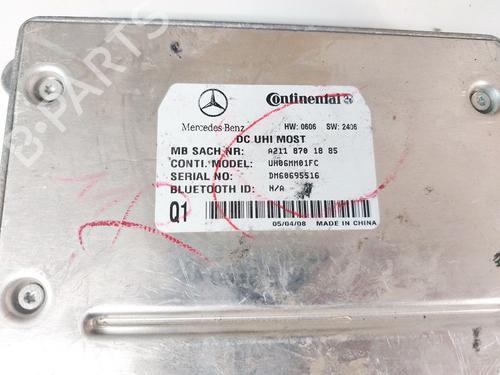 B-PARTS
Mercedes-Benz
Continental
HW: 0606 SW: 2406
DC UHI MOST
MB SACH NR: A211 870 18 85
CONTI. MODEL: UH06MM01FC
SERIAL NO: DM60695516
BLUETOOTH ID: N/A
Q1
05/04/08 MADE IN CHINA